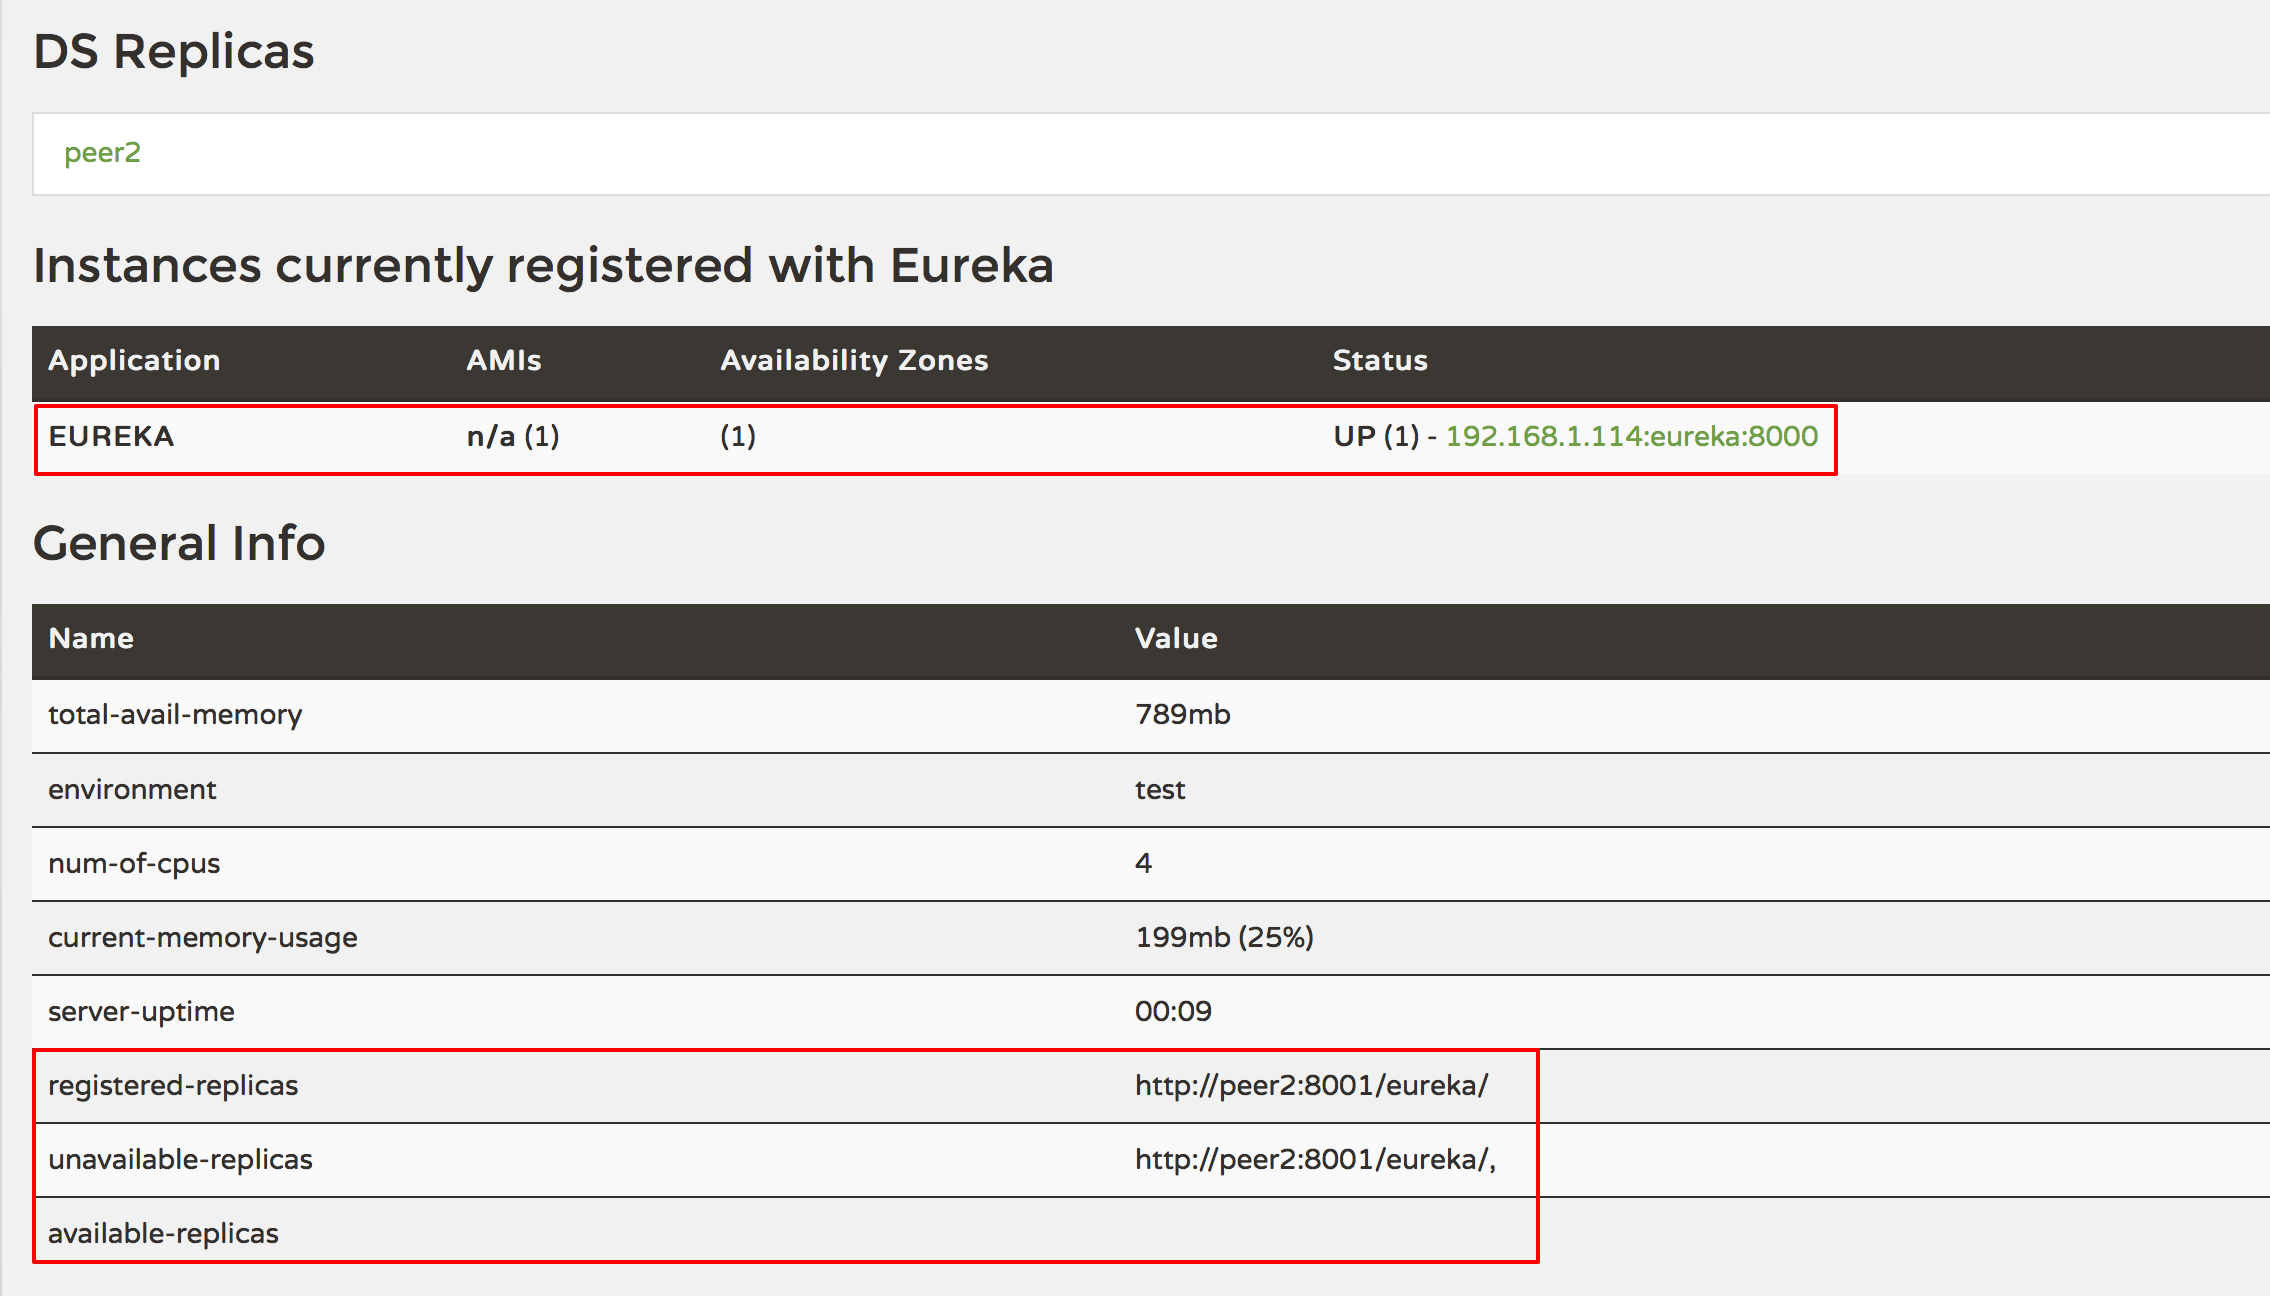 DS Replicas
peer2
Instances currently registered with Eureka
Application AMIs Availability Zones Status
EUREKA n/a (1) (1) UP (1) - 192.168.1.114:eureka:8000
General Info
Name Value
total-avail-memory 789mb
environment test
num-of-cpus 4
current-memory-usage 199mb (25%)
server-uptime 00:09
registered-replicas http://peer2:8001/eureka/
unavailable-replicas http://peer2:8001/eureka/,
available-replicas